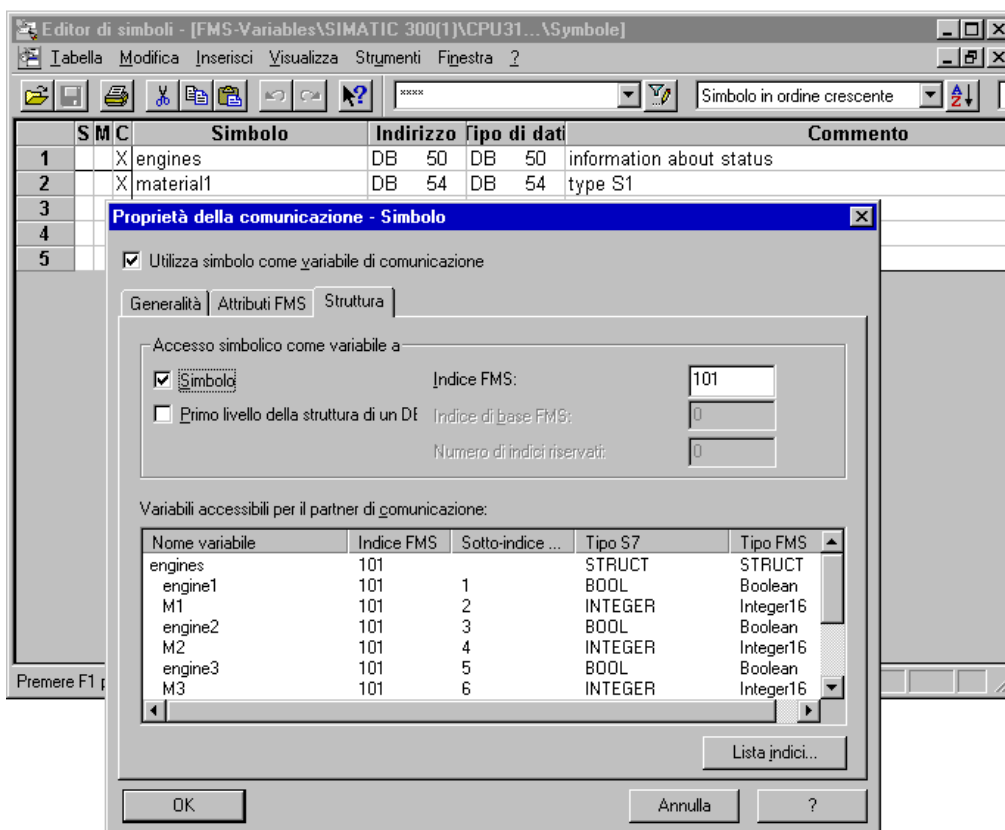 Editor di simboli - [FMS-Variables\SIMATIC 300(1)\CPU31...\Symbole]
Tabella Modifica Inserisci Visualizza Strumenti Finestra ?
**** Simbolo in ordine crescente
S M C Simbolo Indirizzo Tipo di dati Commento
1 X engines DB 50 DB 50 information about status
2 X material1 DB 54 DB 54 type S1
3
4
5
Proprietà della comunicazione - Simbolo
Utilizza simbolo come variabile di comunicazione
Generalità Attributi FMS Struttura
Accesso simbolico come variabile a
Simbolo Indice FMS: 101
Primo livello della struttura di un DE Indice di base FMS: 0
Numero di indici riservati: 0
Variabili accessibili per il partner di comunicazione:
Nome variabile Indice FMS Sotto-indice ... Tipo S7 Tipo FMS
engines 101 STRUCT STRUCT
engine1 101 1 BOOL Boolean
M1 101 2 INTEGER Integer16
engine2 101 3 BOOL Boolean
M2 101 4 INTEGER Integer16
engine3 101 5 BOOL Boolean
M3 101 6 INTEGER Integer16
Premere F1 p
Lista indici...
OK Annulla ?